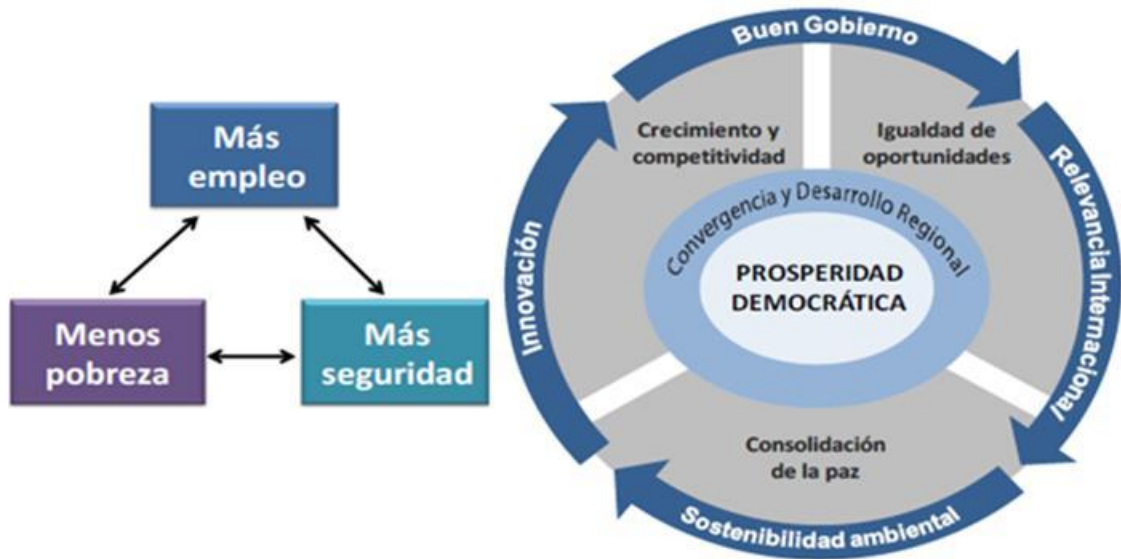 Más
empleo
Menos
pobreza
Más
seguridad
Buen Gobierno
Crecimiento y
competitividad
Igualdad de
oportunidades
Relevancia Internacional
Innovación
Convergencia y Desarrollo Regional
PROSPERIDAD
DEMOCRÁTICA
Consolidación
de la paz
Sostenibilidad ambiental